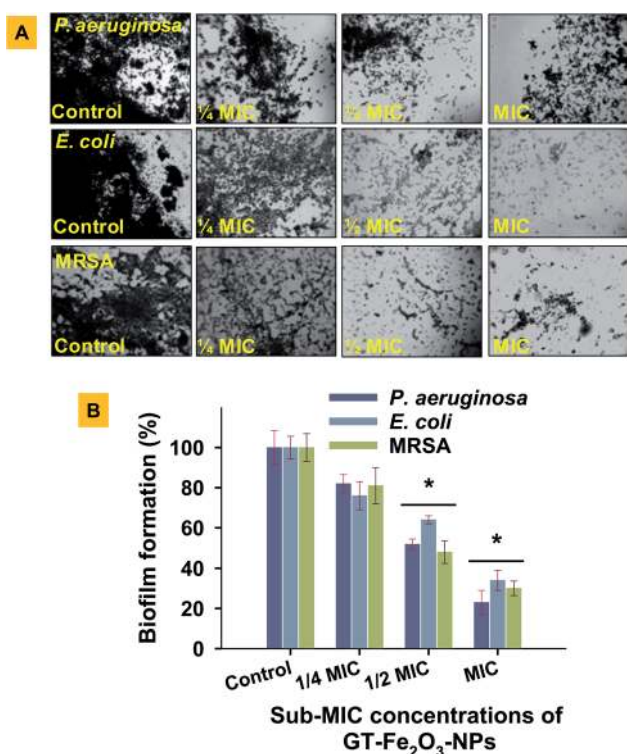 A
P. aeruginosa
Control
¼ MIC
½ MIC
MIC
E. coli
Control
¼ MIC
½ MIC
MIC
MRSA
Control
¼ MIC
½ MIC
MIC
B
P. aeruginosa
E. coli
MRSA
Biofilm formation (%)
100
80
60
40
20
0
*
*
Control
1/4 MIC
1/2 MIC
MIC
Sub-MIC concentrations of
GT-Fe₂O₃-NPs